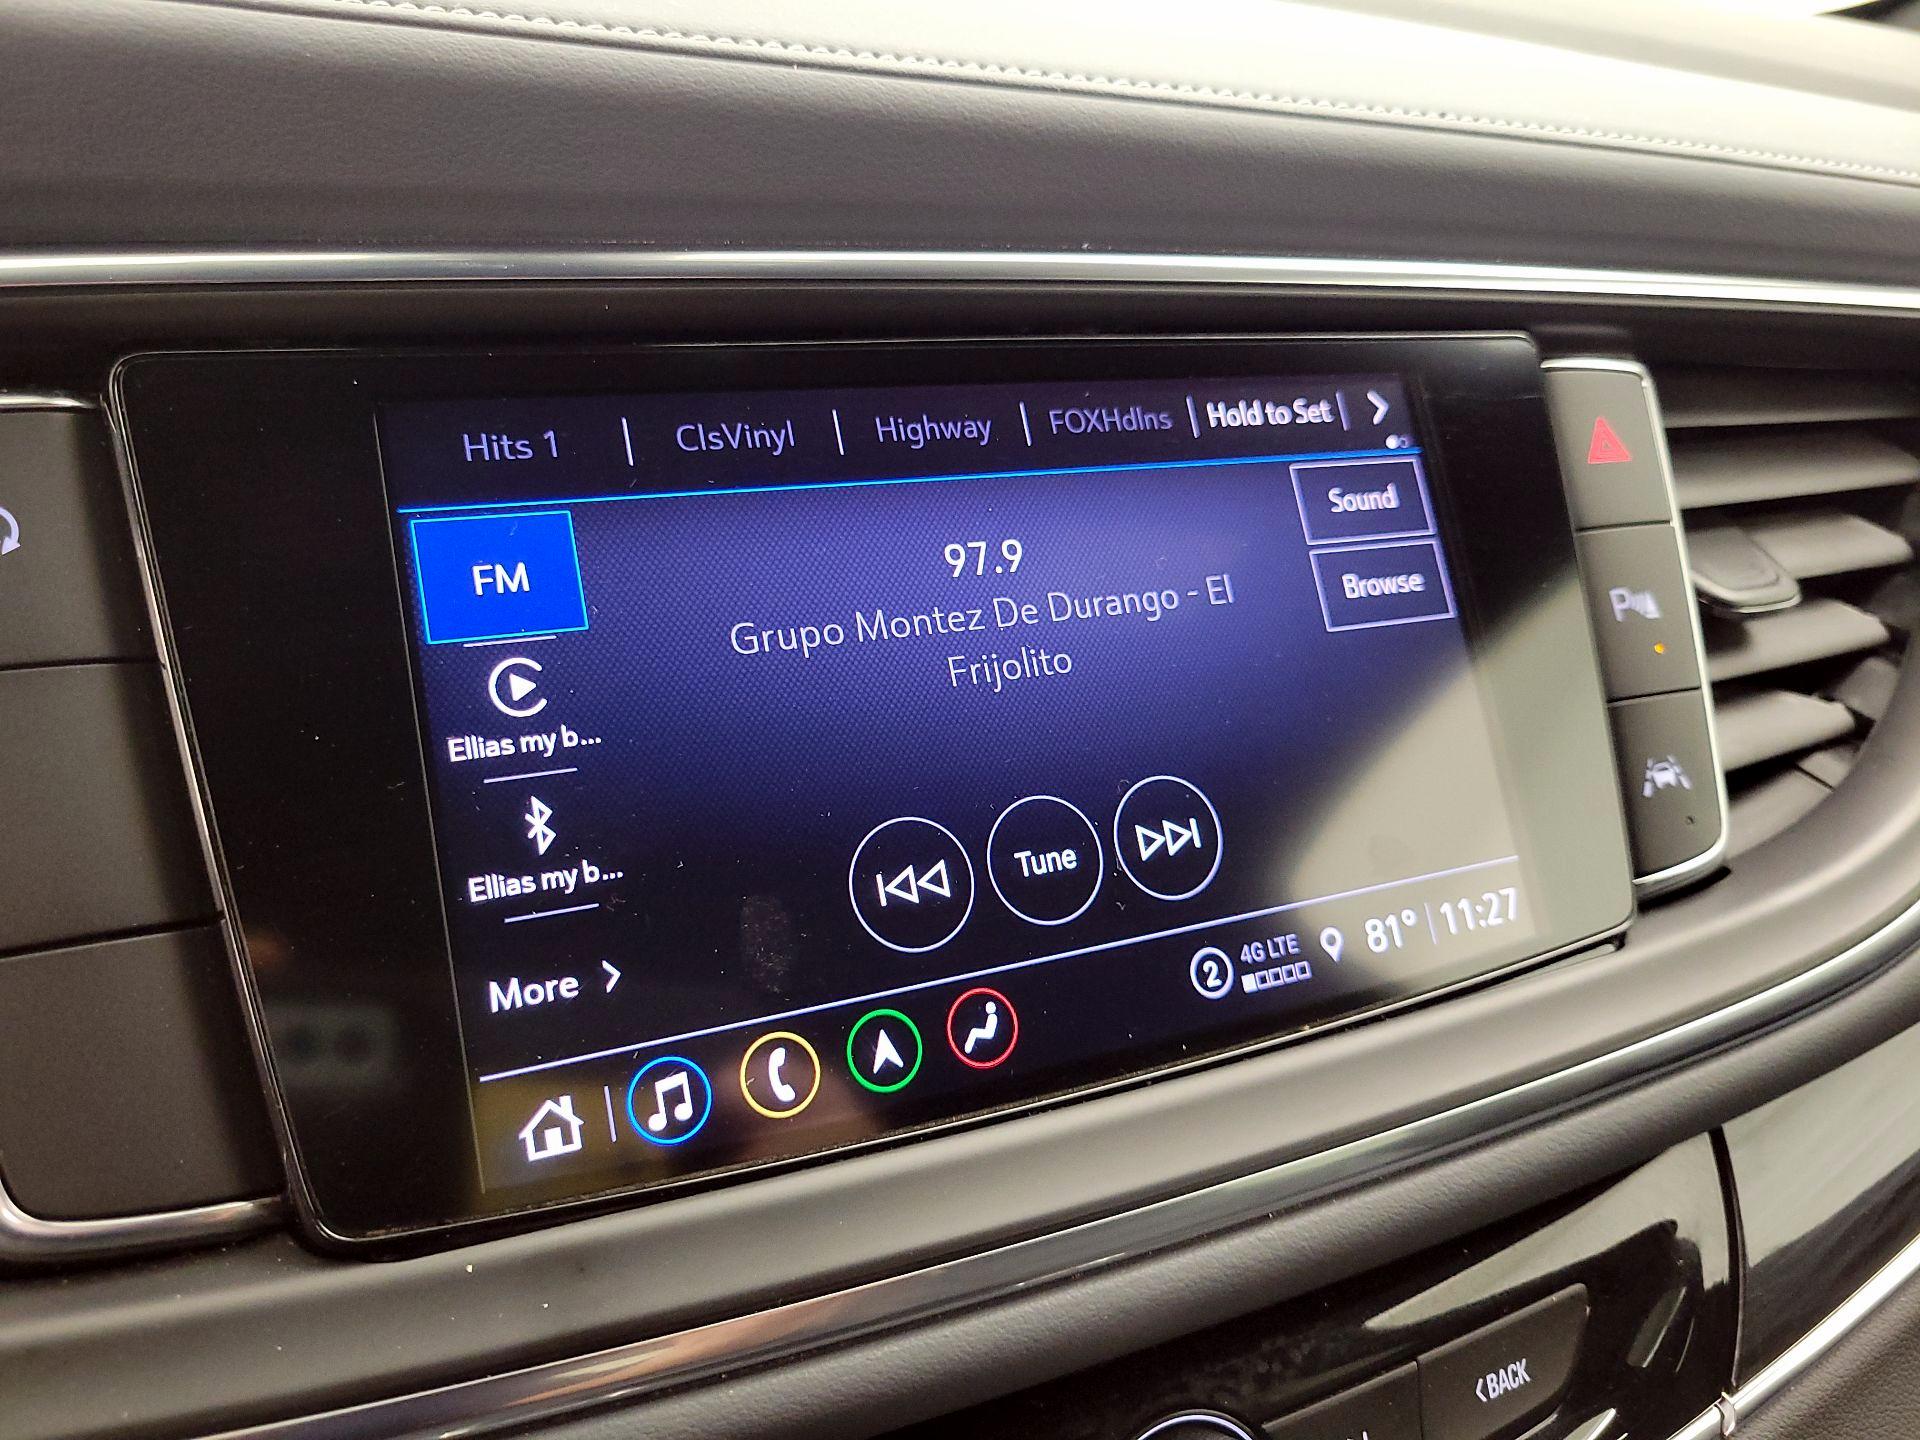 Hits 1 | ClsVinyl | Highway | FOXHdlns | Hold to Set |
FM
97.9
Grupo Montez De Durango - El
Frijolito
Sound
Browse
Ellias my b...
Ellias my b...
Tune
More
2 4G LTE 81° | 11:27
P
<BACK